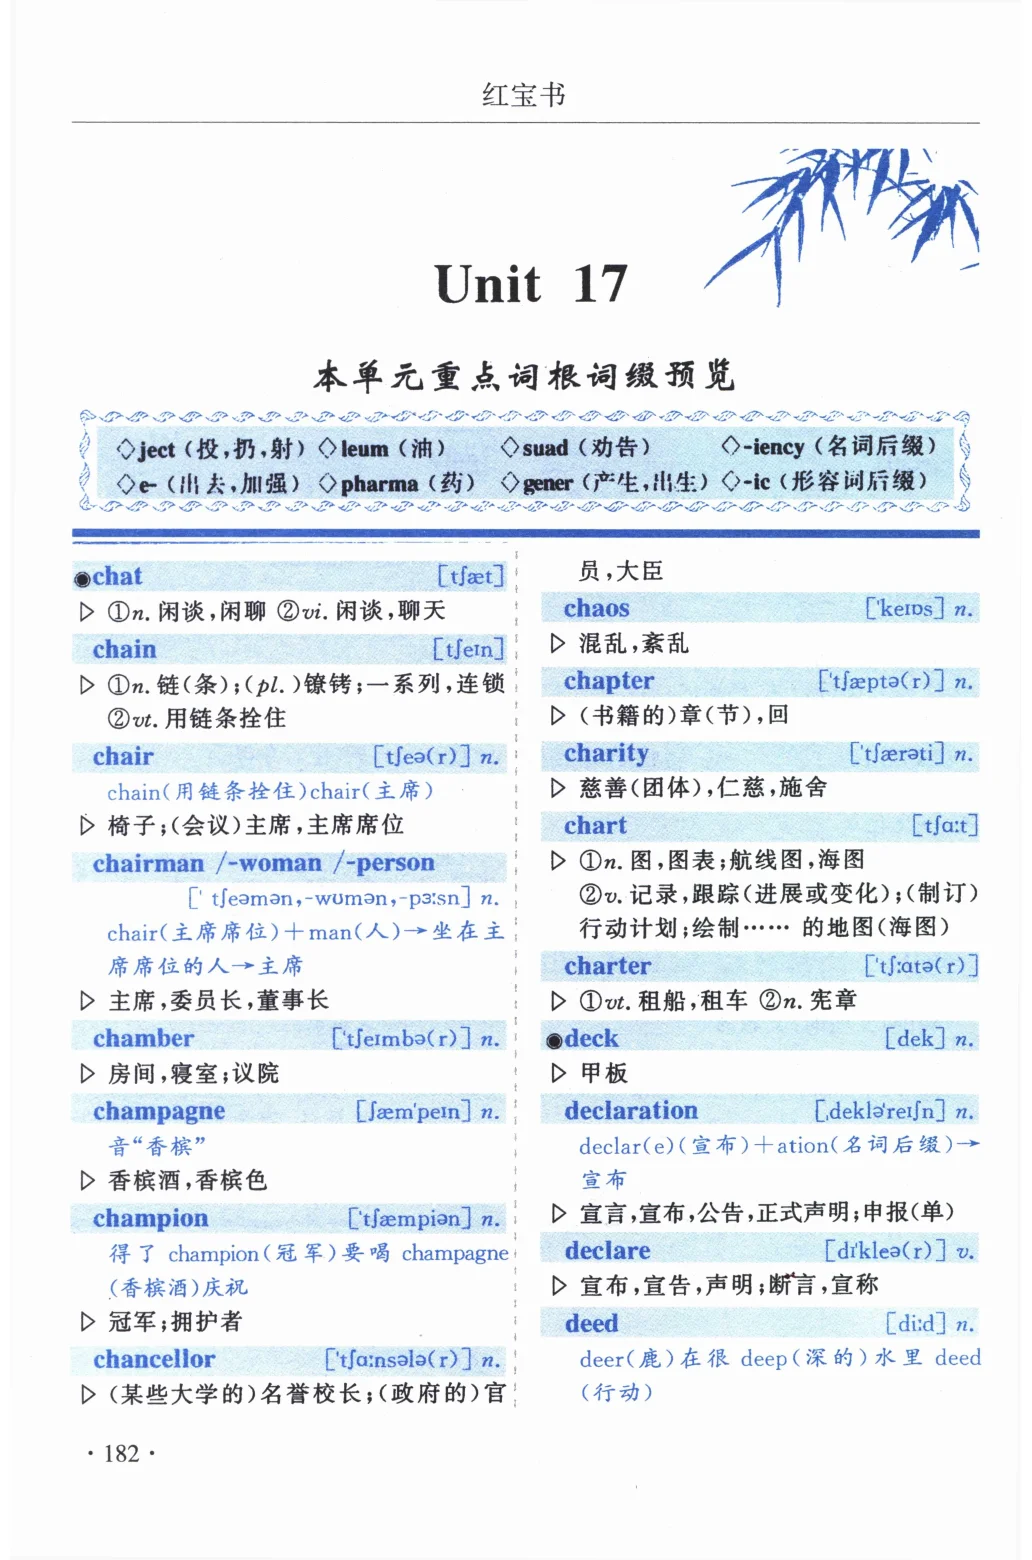 红宝书
Unit 17
本单元重点词根词缀预览
◇ject（投,扔,射）◇leum（油）◇suad（劝告）◇-iency（名词后缀）
◇e-（出去,加强）◇pharma（药）◇gener（产生,出生）◇-ic（形容词后缀）
◉chat [tʃæt]
▷ ①n. 闲谈,闲聊 ②vi. 闲谈,聊天
chain [tʃeɪn]
▷ ①n. 链(条);(pl.)镣铐;一系列,连锁
②vt. 用链条拴住
chair [tʃeə(r)] n.
chain(用链条拴住)chair(主席)
▷ 椅子;(会议)主席,主席席位
chairman /-woman /-person
[' tʃeəmən,-wʊmən,-pɜːsn] n.
chair(主席席位)＋man(人)→坐在主
席席位的人→主席
▷ 主席,委员长,董事长
chamber ['tʃeɪmbə(r)] n.
▷ 房间,寝室;议院
champagne [ʃæm'peɪn] n.
音“香槟”
▷ 香槟酒,香槟色
champion ['tʃæmpiən] n.
得了 champion(冠军)要喝 champagne
(香槟酒)庆祝
▷ 冠军;拥护者
chancellor ['tʃɑːnsələ(r)] n.
▷ (某些大学的)名誉校长;(政府的)官
员,大臣
chaos ['keɪɒs] n.
▷ 混乱,紊乱
chapter ['tʃæptə(r)] n.
▷ (书籍的)章(节),回
charity ['tʃærəti] n.
▷ 慈善(团体),仁慈,施舍
chart [tʃɑːt]
▷ ①n. 图,图表;航线图,海图
②v. 记录,跟踪(进展或变化);(制订)
行动计划;绘制…… 的地图(海图)
charter ['tʃːɑtə(r)]
▷ ①vt. 租船,租车 ②n. 宪章
◉deck [dek] n.
▷ 甲板
declaration [ˌdeklə'reɪʃn] n.
declar(e)(宣布)＋ation(名词后缀)→
宣布
▷ 宣言,宣布,公告,正式声明;申报(单)
declare [dɪ'kleə(r)] v.
▷ 宣布,宣告,声明;断言,宣称
deed [diːd] n.
deer(鹿)在很 deep(深的)水里 deed
(行动)
· 182 ·